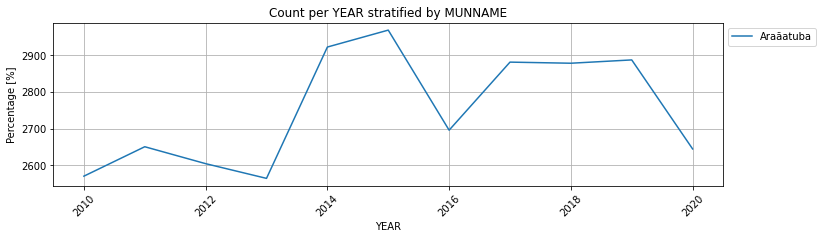 Count per YEAR stratified by MUNNAME
Araãatuba
Percentage [%]
2900
2800
2700
2600
2010
2012
2014
2016
2018
2020
YEAR